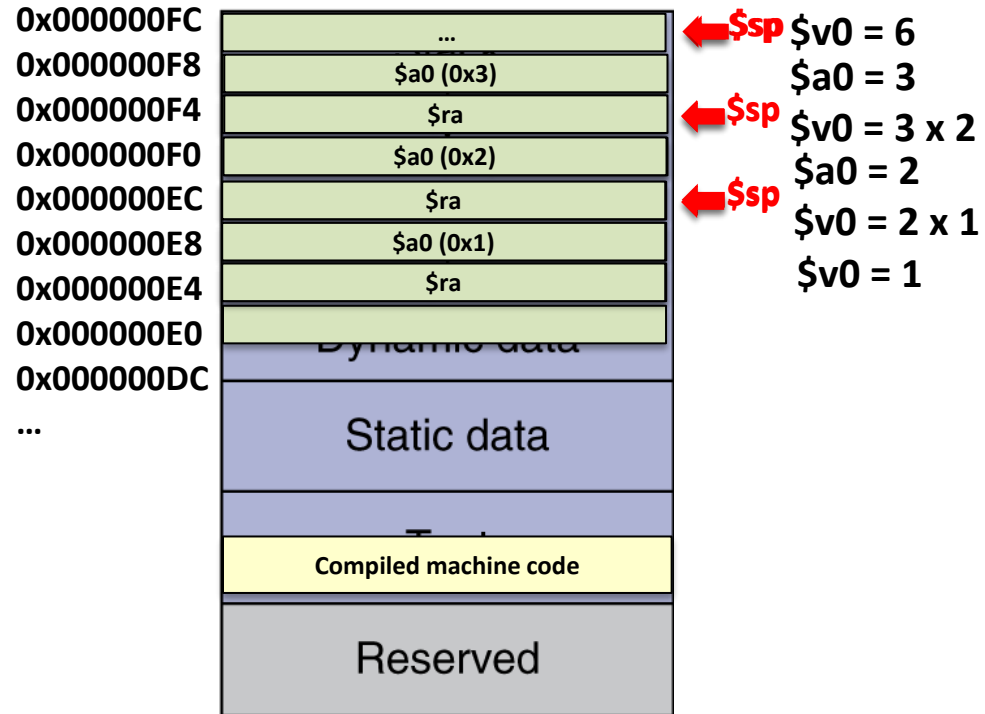 0x000000FC
0x000000F8
0x000000F4
0x000000F0
0x000000EC
0x000000E8
0x000000E4
0x000000E0
0x000000DC
…
…
$a0 (0x3)
$ra
$a0 (0x2)
$ra
$a0 (0x1)
$ra
Dynamic data
Static data
Compiled machine code
Reserved
$sp
$sp
$sp
$v0 = 6
$a0 = 3
$v0 = 3 x 2
$a0 = 2
$v0 = 2 x 1
$v0 = 1